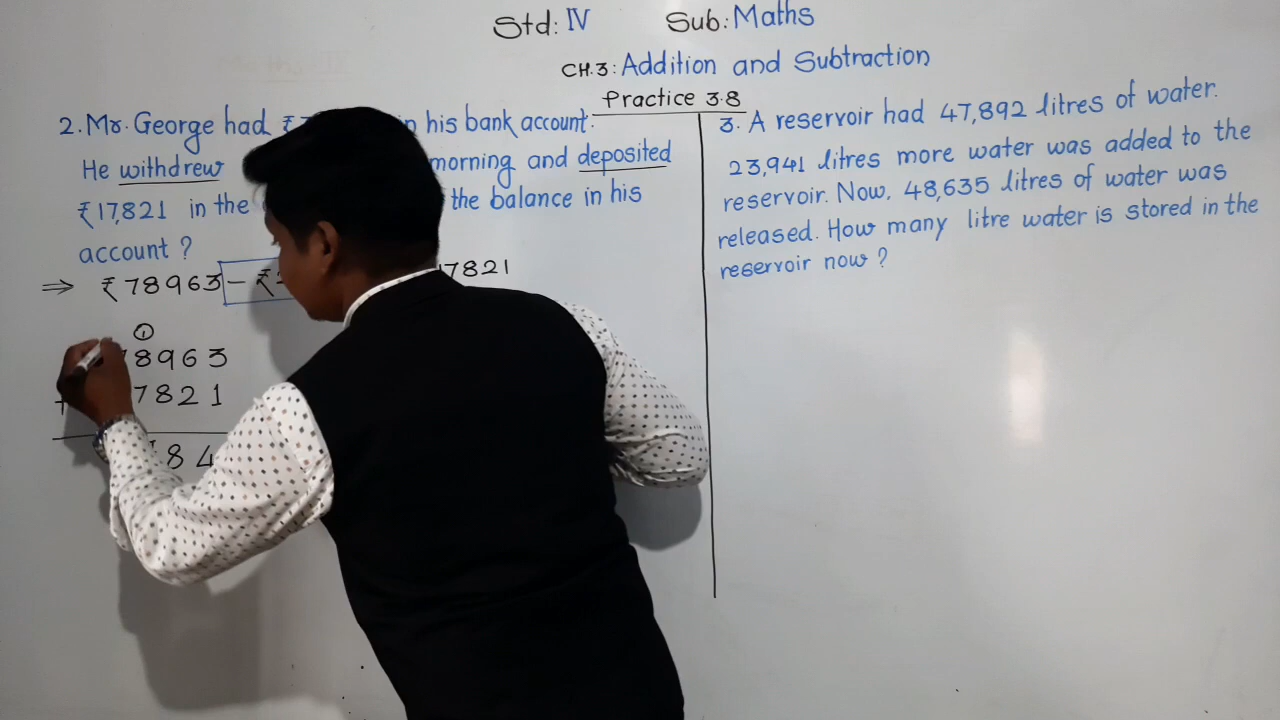 Std: IV Sub: Maths
CH.3: Addition and Subtraction
Practice 3.8
2. Mr. George had ₹ in his bank account.
He withdrew morning and deposited
₹17,821 in the the balance in his
account ?
⇒ ₹78963 - ₹ 17821
1
8963
+ 7821
84
3. A reservoir had 47,892 litres of water.
23,941 litres more water was added to the
reservoir. Now, 48,635 litres of water was
released. How many litre water is stored in the
reservoir now ?